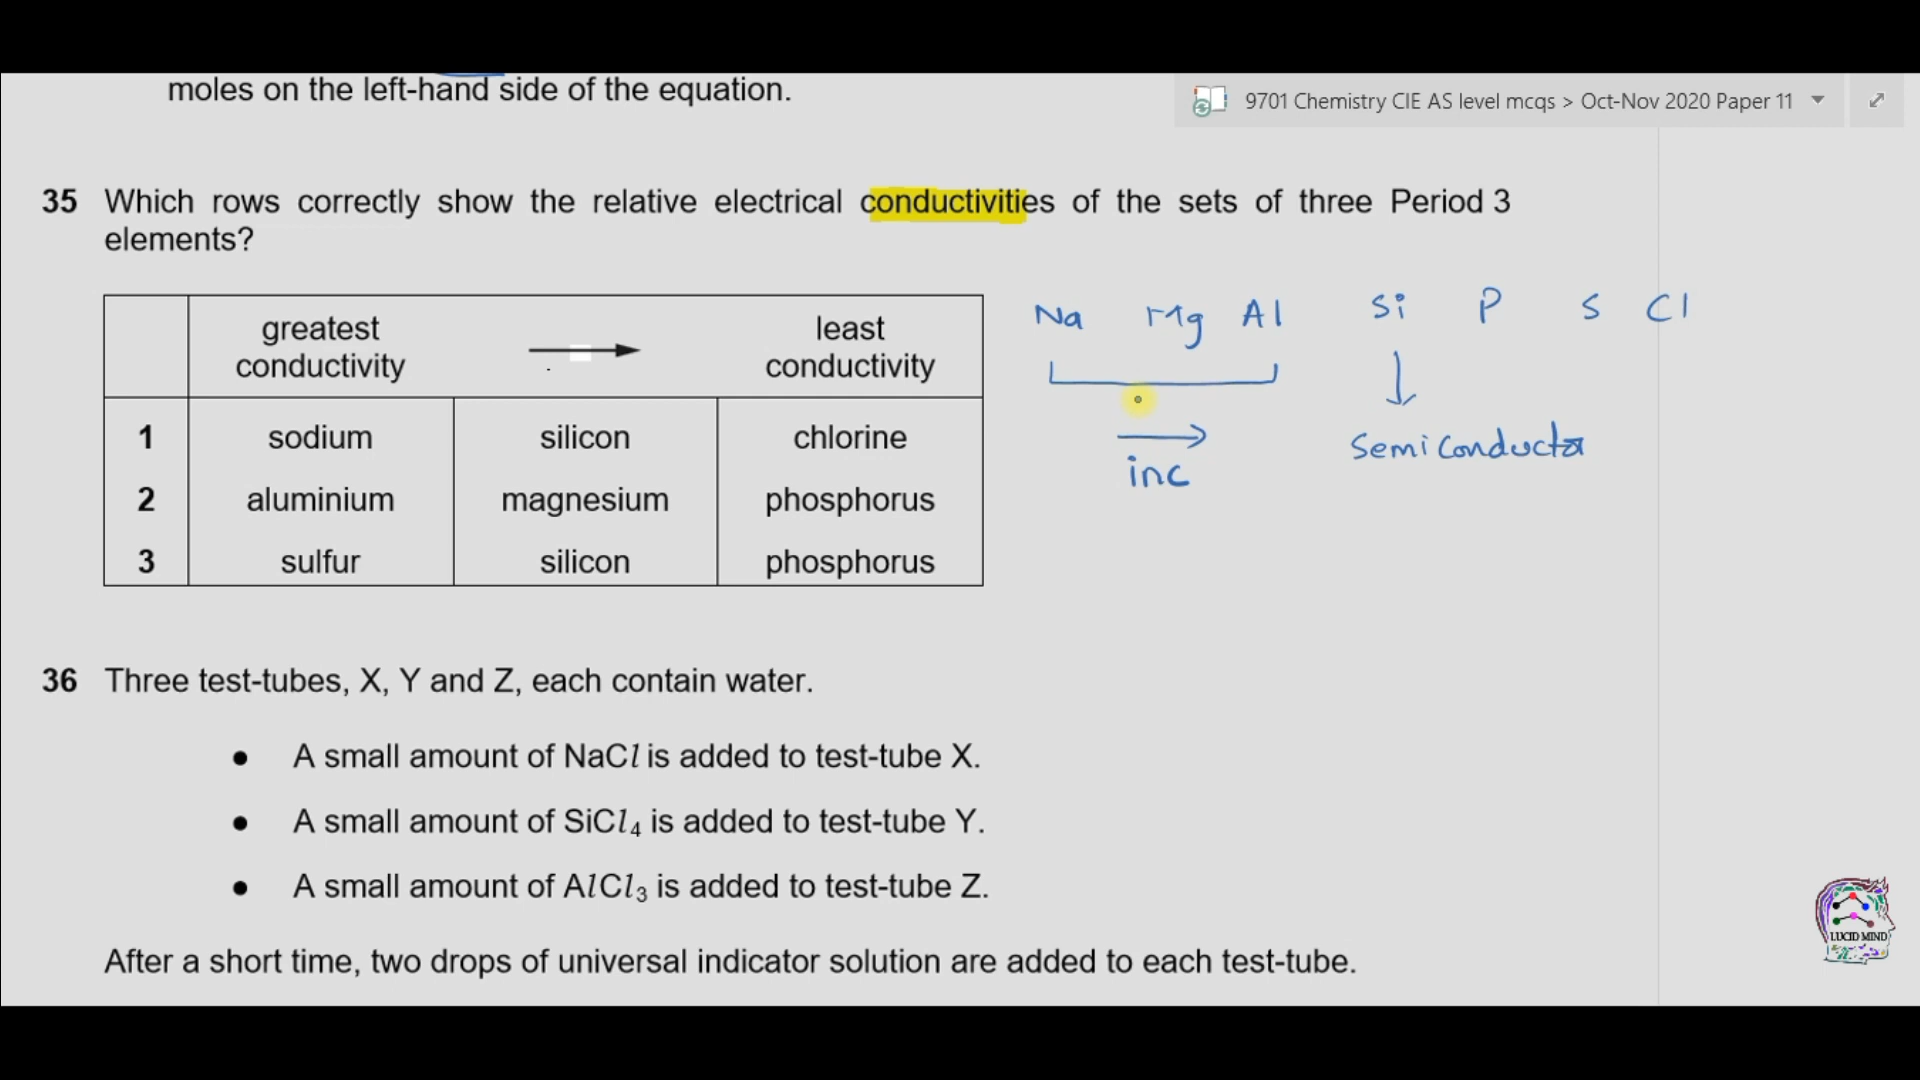 moles on the left-hand side of the equation.
9701 Chemistry CIE AS level mcqs > Oct-Nov 2020 Paper 11
35 Which rows correctly show the relative electrical conductivities of the sets of three Period 3
elements?
greatest conductivity least conductivity
1 sodium silicon chlorine
2 aluminium magnesium phosphorus
3 sulfur silicon phosphorus
Na Mg Al Si P S Cl
inc
Semiconductor
36 Three test-tubes, X, Y and Z, each contain water.
● A small amount of NaCl is added to test-tube X.
● A small amount of SiCl₄ is added to test-tube Y.
● A small amount of AlCl₃ is added to test-tube Z.
After a short time, two drops of universal indicator solution are added to each test-tube.
LUCID MIND